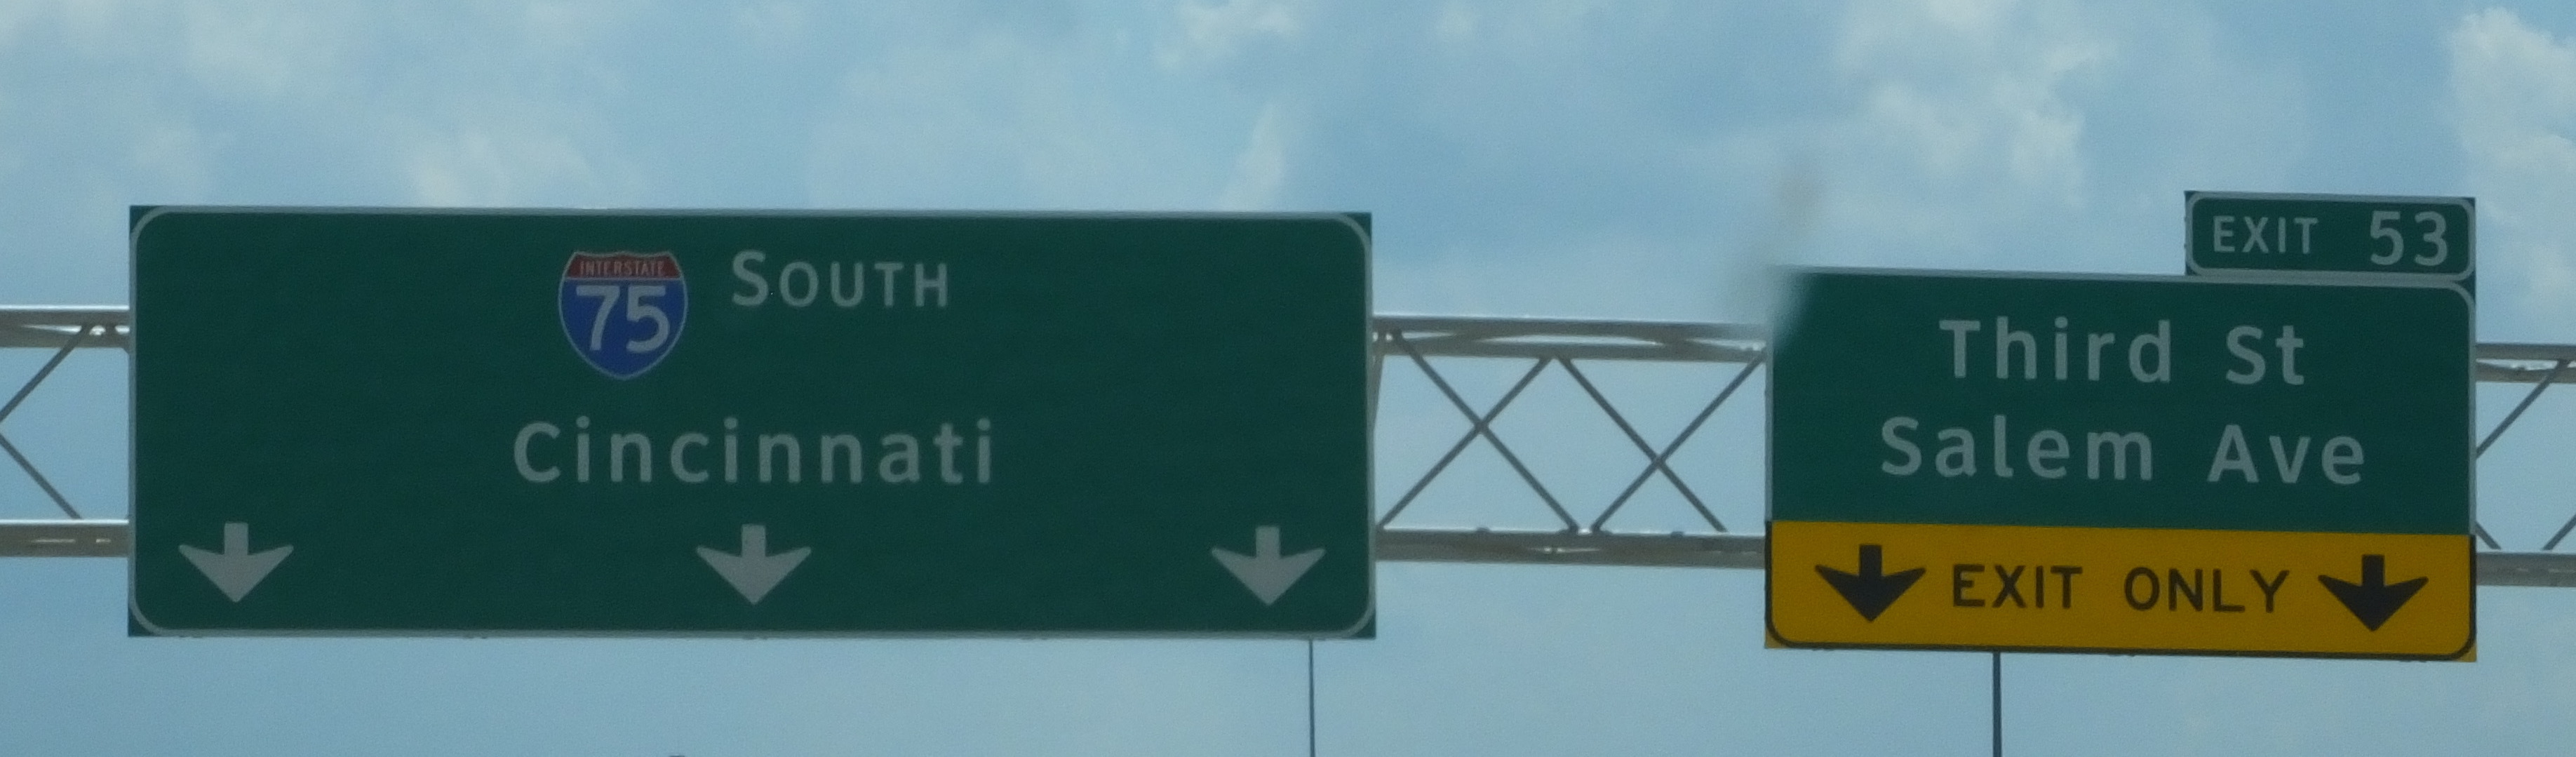 INTERSTATE
75
SOUTH
Cincinnati
EXIT 53
Third St
Salem Ave
EXIT ONLY